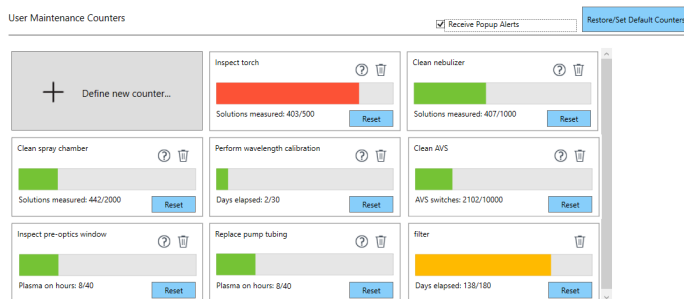 User Maintenance Counters
Receive Popup Alerts
Restore/Set Default Counters
Define new counter...
Inspect torch
Solutions measured: 403/500
Reset
Clean nebulizer
Solutions measured: 407/1000
Reset
Clean spray chamber
Solutions measured: 442/2000
Reset
Perform wavelength calibration
Days elapsed: 2/30
Reset
Clean AVS
AVS switches: 2102/10000
Reset
Inspect pre-optics window
Plasma on hours: 8/40
Reset
Replace pump tubing
Plasma on hours: 8/40
Reset
filter
Days elapsed: 138/180
Reset